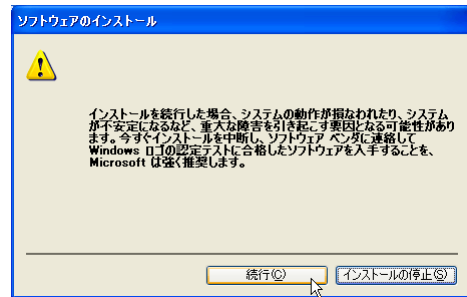 ソフトウェアのインストール
インストールを続行した場合、システムの動作が損なわれたり、システム
が不安定になるなど、重大な障害を引き起こす要因となる可能性があり
ます。今すぐインストールを中断し、ソフトウェア ベンダに連絡して
Windows ロゴの認定テストに合格したソフトウェアを入手することを、
Microsoft は強く推奨します。
続行(C)
インストールの停止(S)